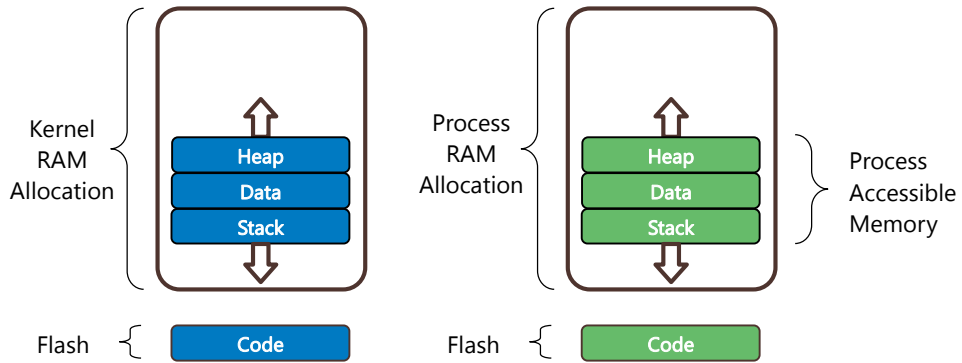 Kernel
RAM
Allocation
Heap
Data
Stack
Flash
Code
Process
RAM
Allocation
Heap
Data
Stack
Process
Accessible
Memory
Flash
Code